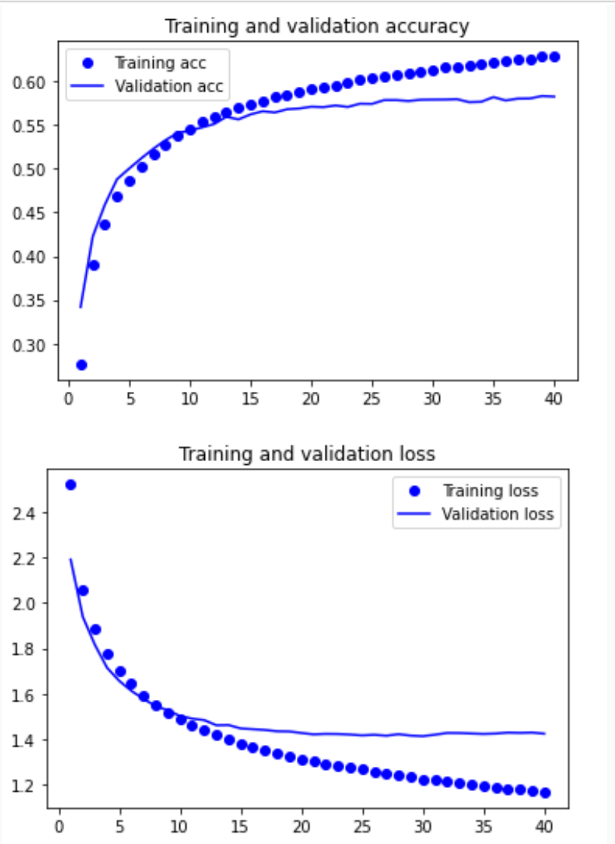 Training and validation accuracy
Training acc
Validation acc
0.60
0.55
0.50
0.45
0.40
0.35
0.30
0 5 10 15 20 25 30 35 40
Training and validation loss
Training loss
Validation loss
2.4
2.2
2.0
1.8
1.6
1.4
1.2
0 5 10 15 20 25 30 35 40